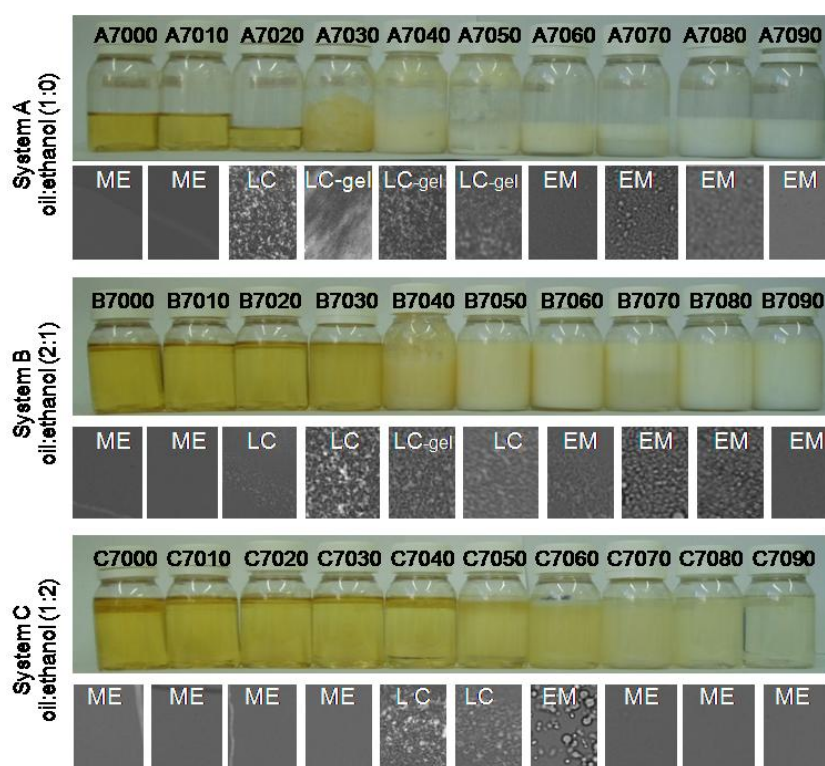 System A
oil:ethanol (1:0)
A7000 A7010 A7020 A7030 A7040 A7050 A7060 A7070 A7080 A7090
ME ME LC LC-gel LC-gel LC-gel EM EM EM EM
System B
oil:ethanol (2:1)
B7000 B7010 B7020 B7030 B7040 B7050 B7060 B7070 B7080 B7090
ME ME LC LC LC-gel LC EM EM EM EM
System C
oil:ethanol (1:2)
C7000 C7010 C7020 C7030 C7040 C7050 C7060 C7070 C7080 C7090
ME ME ME ME LC LC EM ME ME ME